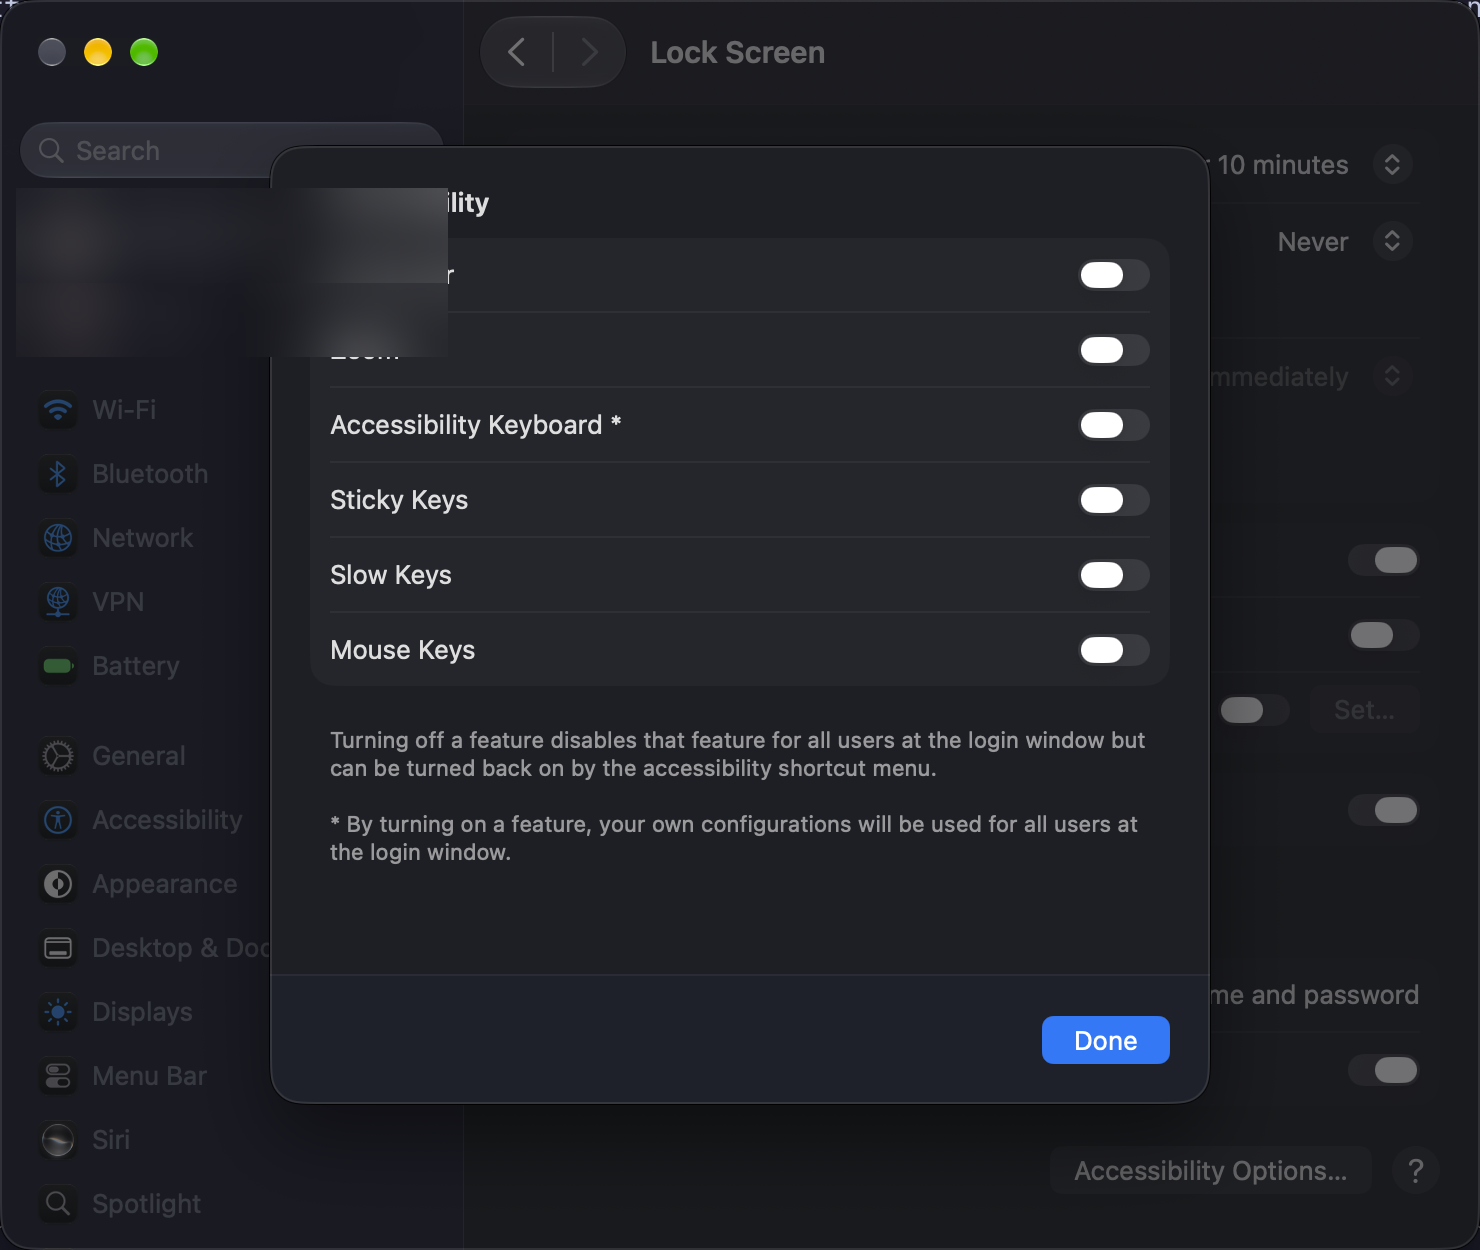 Lock Screen
Search
10 minutes
Never
Zoom
Accessibility Keyboard *
Sticky Keys
Slow Keys
Mouse Keys
Turning off a feature disables that feature for all users at the login window but
can be turned back on by the accessibility shortcut menu.
* By turning on a feature, your own configurations will be used for all users at
the login window.
Done
Wi-Fi
Bluetooth
Network
VPN
Battery
General
Accessibility
Appearance
Desktop &
Displays
Menu Bar
Siri
Spotlight
Set...
and password
Accessibility Options...
?